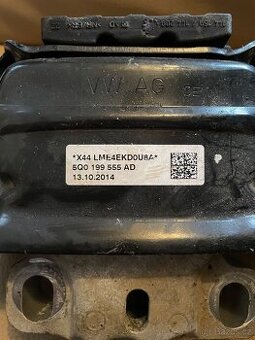 VW AG
*X44 LME4EKD0U8A*
5Q0 199 555 AD
13.10.2014